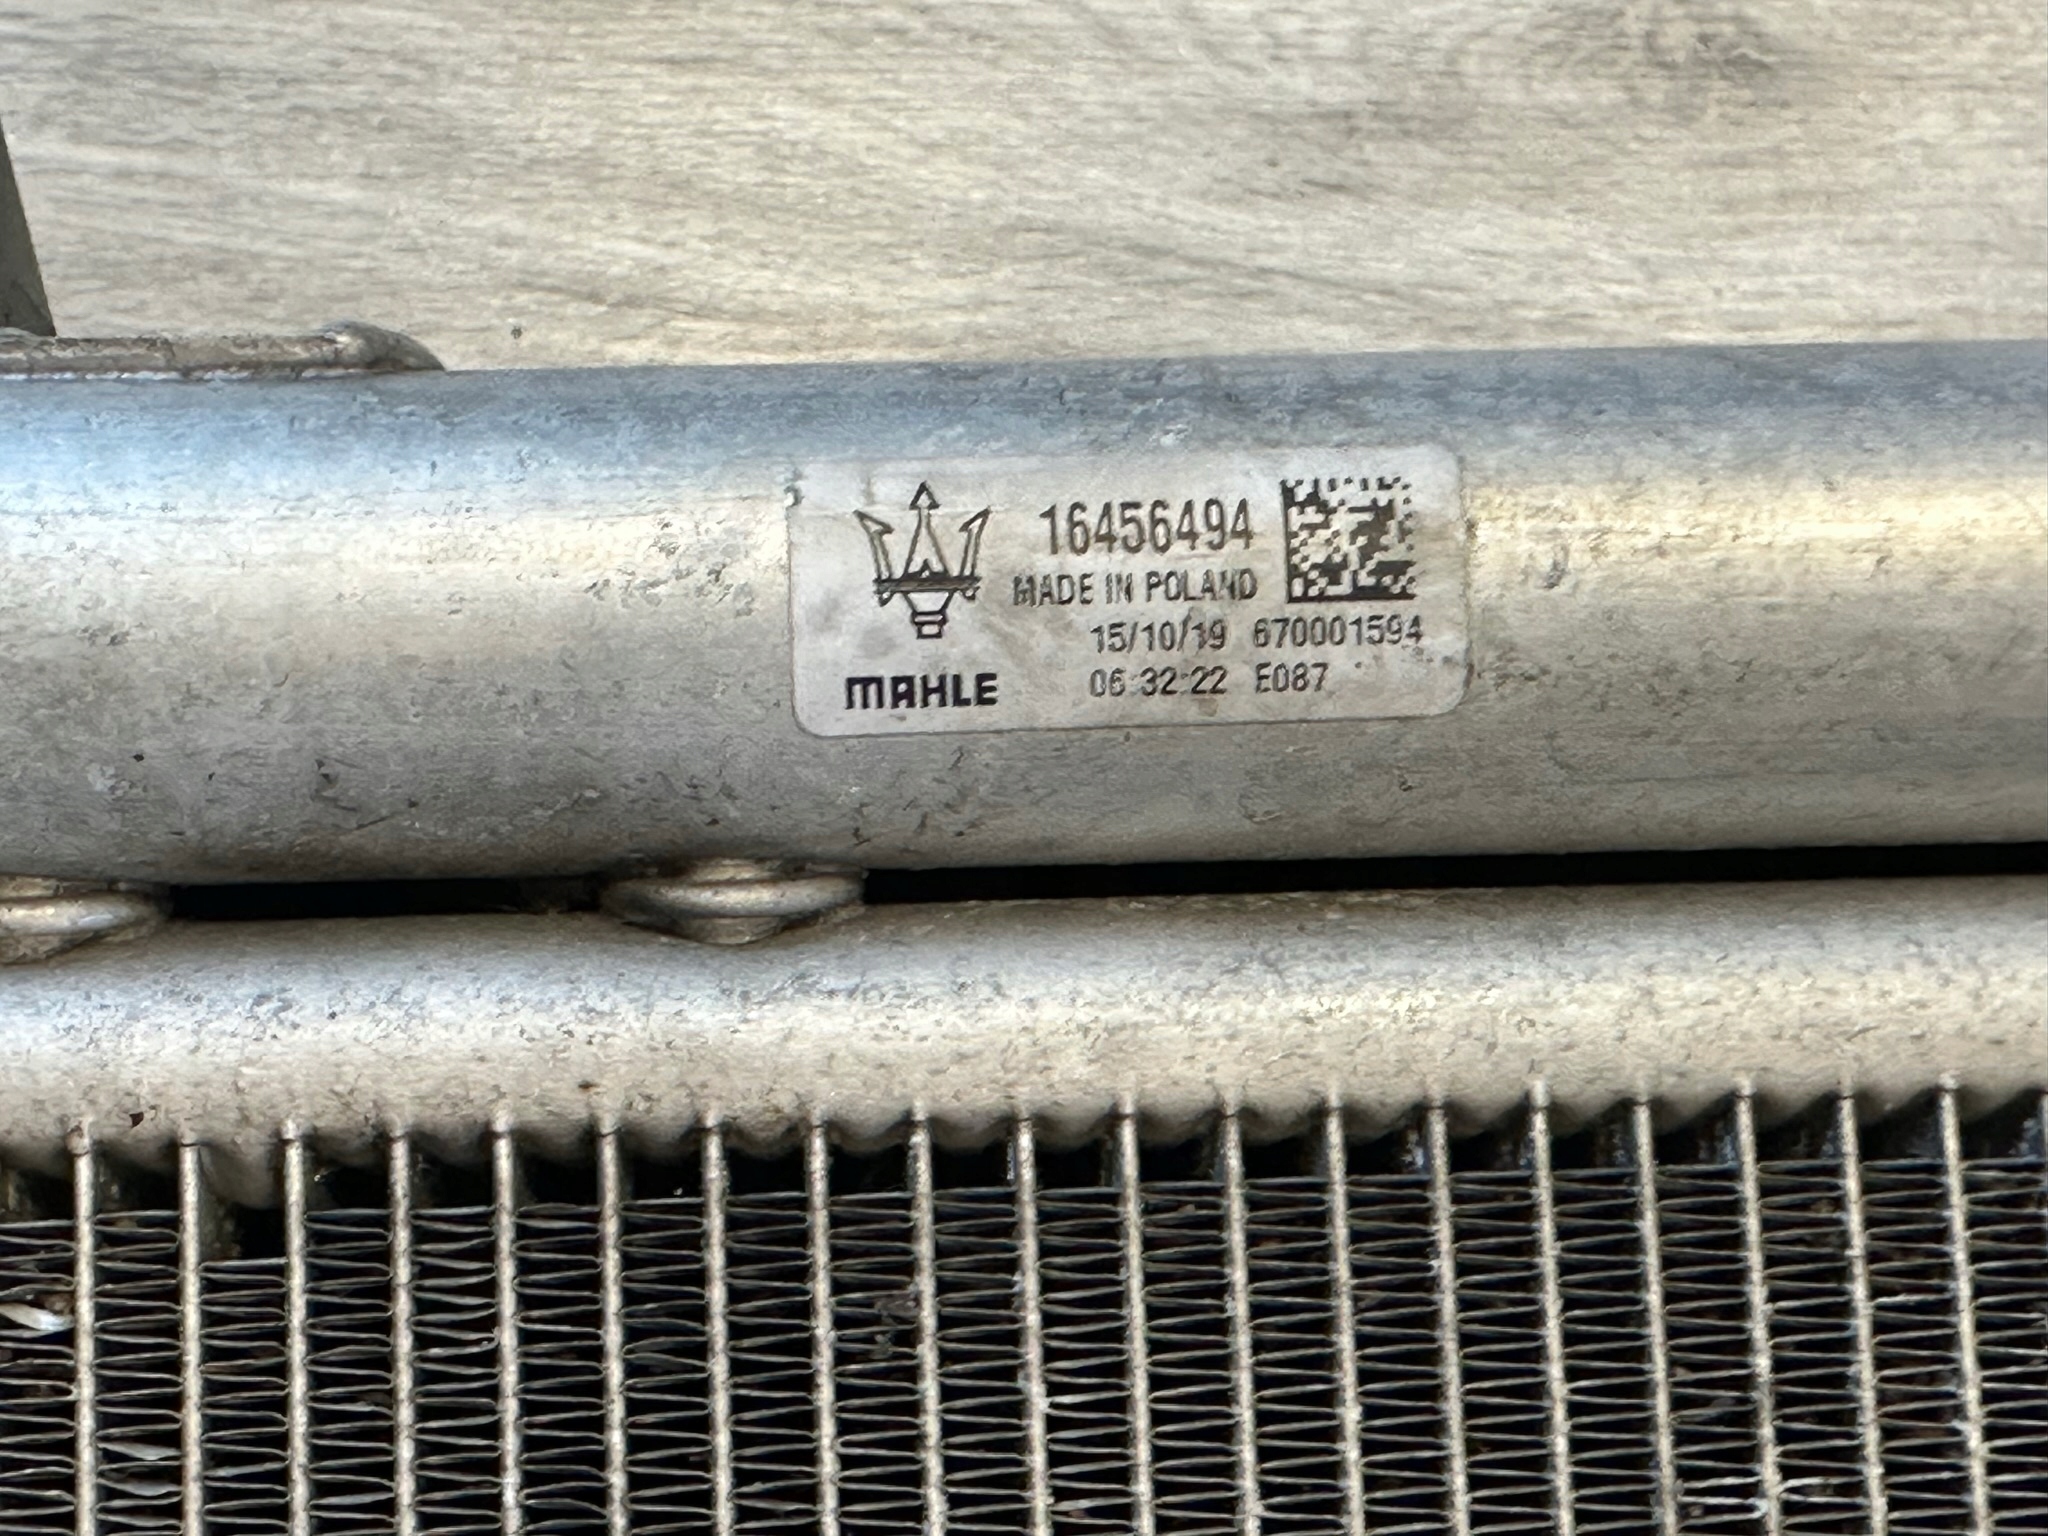 16456494
MADE IN POLAND
15/10/19 670001594
06:32:22 E087
MAHLE